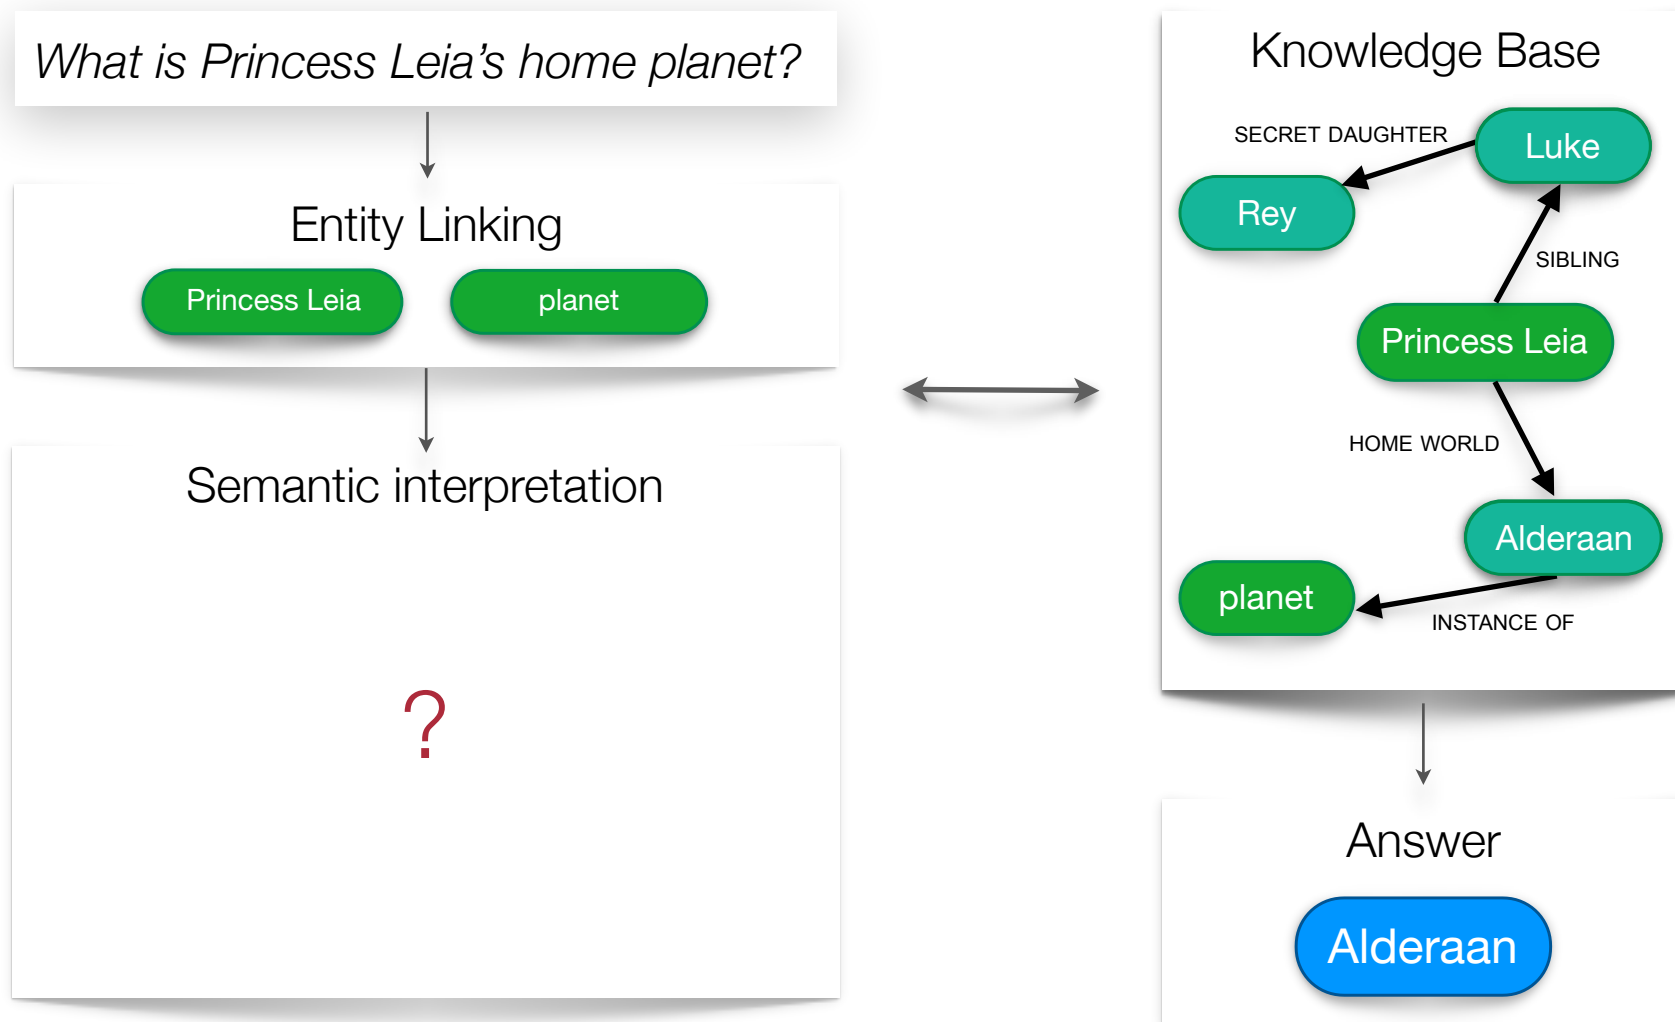 What is Princess Leia’s home planet?
Entity Linking
Princess Leia
planet
Semantic interpretation
?
Knowledge Base
SECRET DAUGHTER
Luke
Rey
SIBLING
Princess Leia
HOME WORLD
Alderaan
planet
INSTANCE OF
Answer
Alderaan